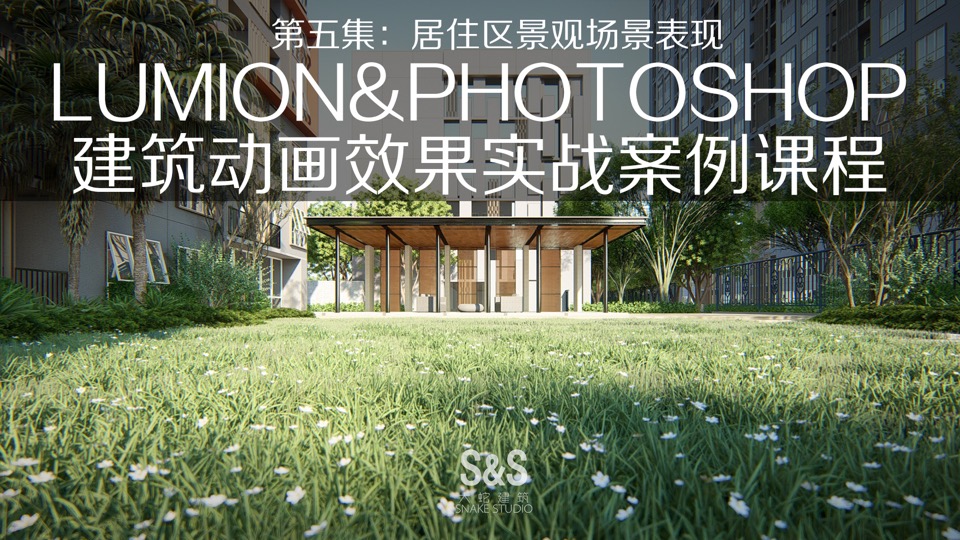 第五集：居住区景观场景表现
LUMION&PHOTOSHOP
建筑动画效果实战案例课程
S&S
大蛇建筑
SNAKE STUDIO